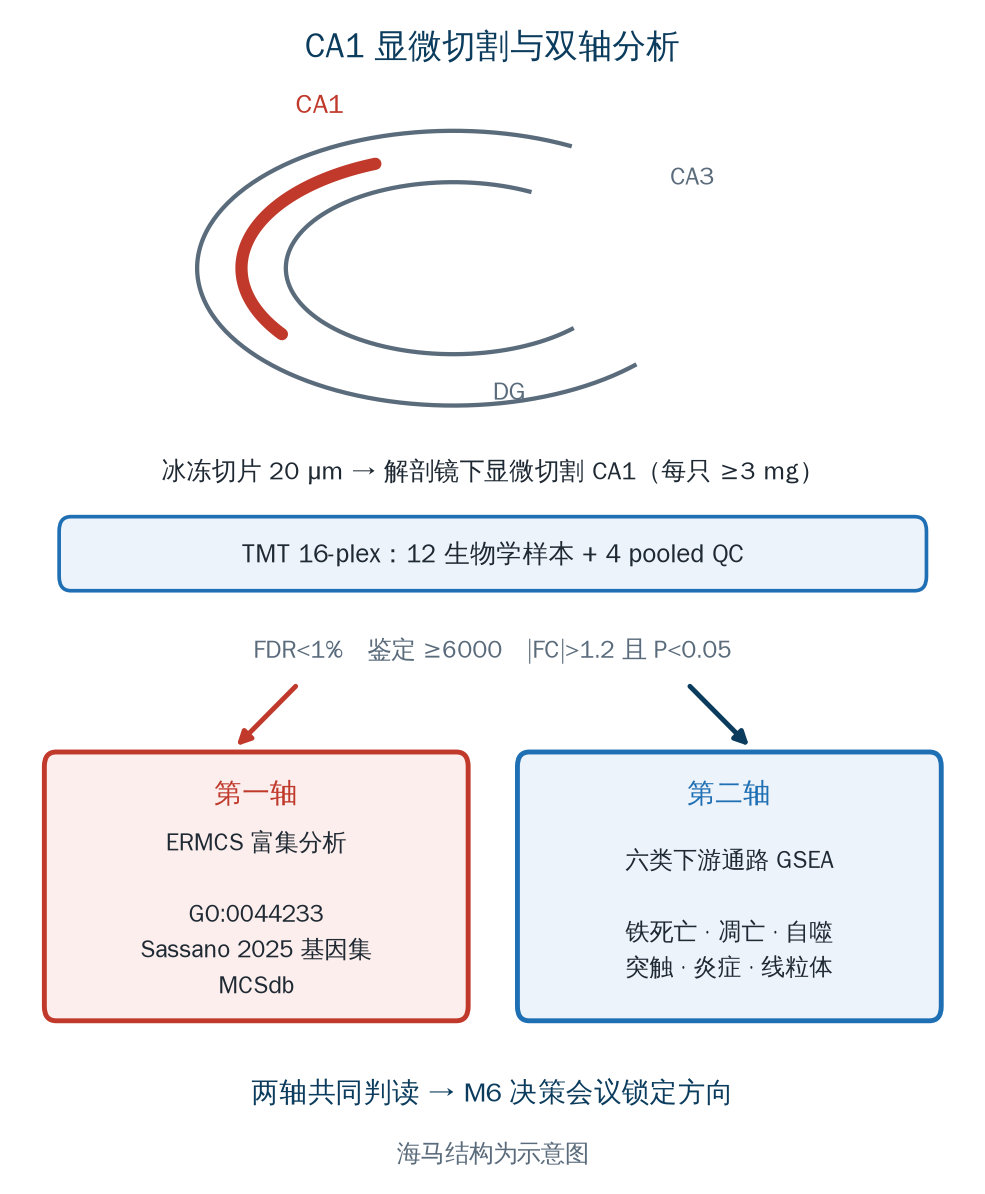 CA1 显微切割与双轴分析
CA1
CA3
DG
冰冻切片 20 μm → 解剖镜下显微切割 CA1（每只 ≥3 mg）
TMT 16-plex：12 生物学样本 + 4 pooled QC
FDR<1% 鉴定 ≥6000 |FC|>1.2 且 P<0.05
第一轴
ERMCS 富集分析
GO:0044233
Sassano 2025 基因集
MCSdb
第二轴
六类下游通路 GSEA
铁死亡 · 凋亡 · 自噬
突触 · 炎症 · 线粒体
两轴共同判读 → M6 决策会议锁定方向
海马结构为示意图